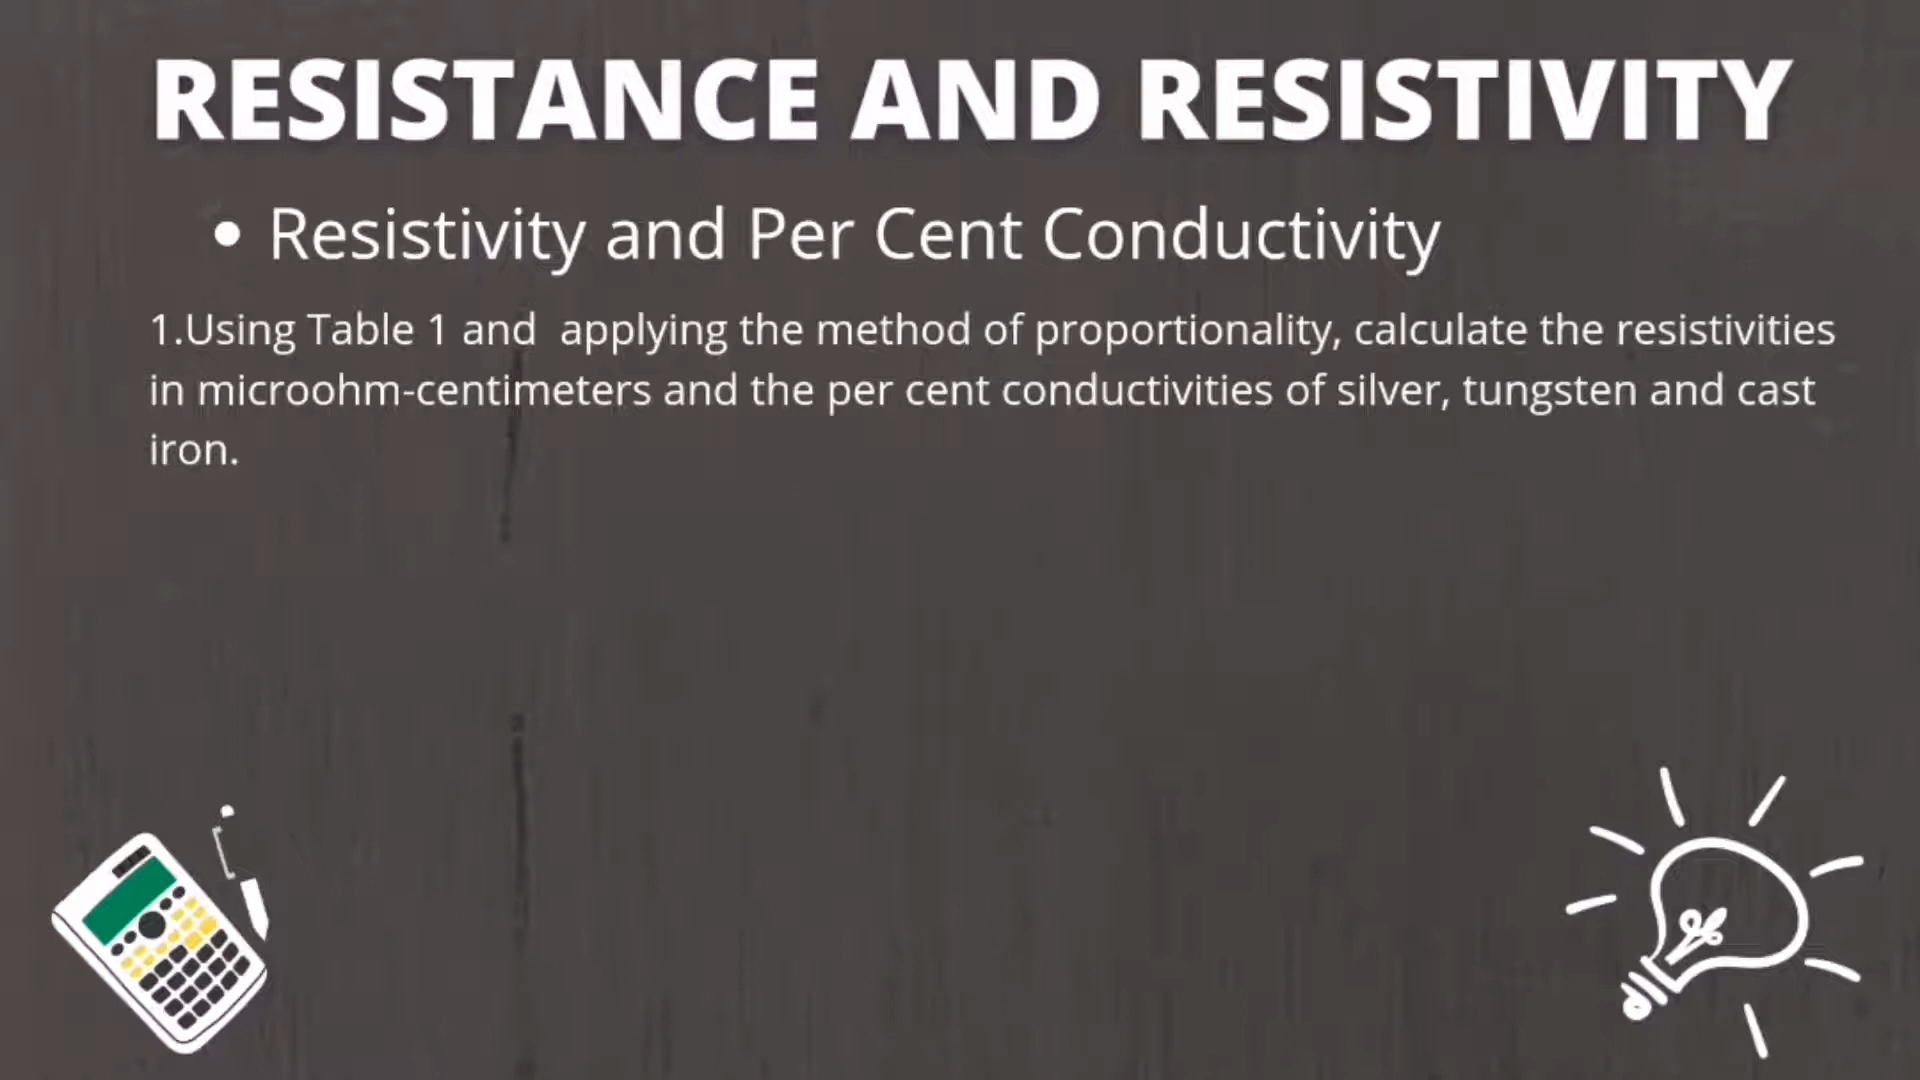 RESISTANCE AND RESISTIVITY
• Resistivity and Per Cent Conductivity
1.Using Table 1 and  applying the method of proportionality, calculate the resistivities
in microohm-centimeters and the per cent conductivities of silver, tungsten and cast
iron.